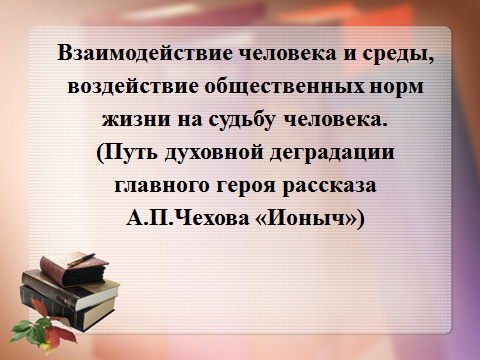 Взаимодействие человека и среды,
воздействие общественных норм
жизни на судьбу человека.
(Путь духовной деградации
главного героя рассказа
А.П.Чехова «Ионыч»)